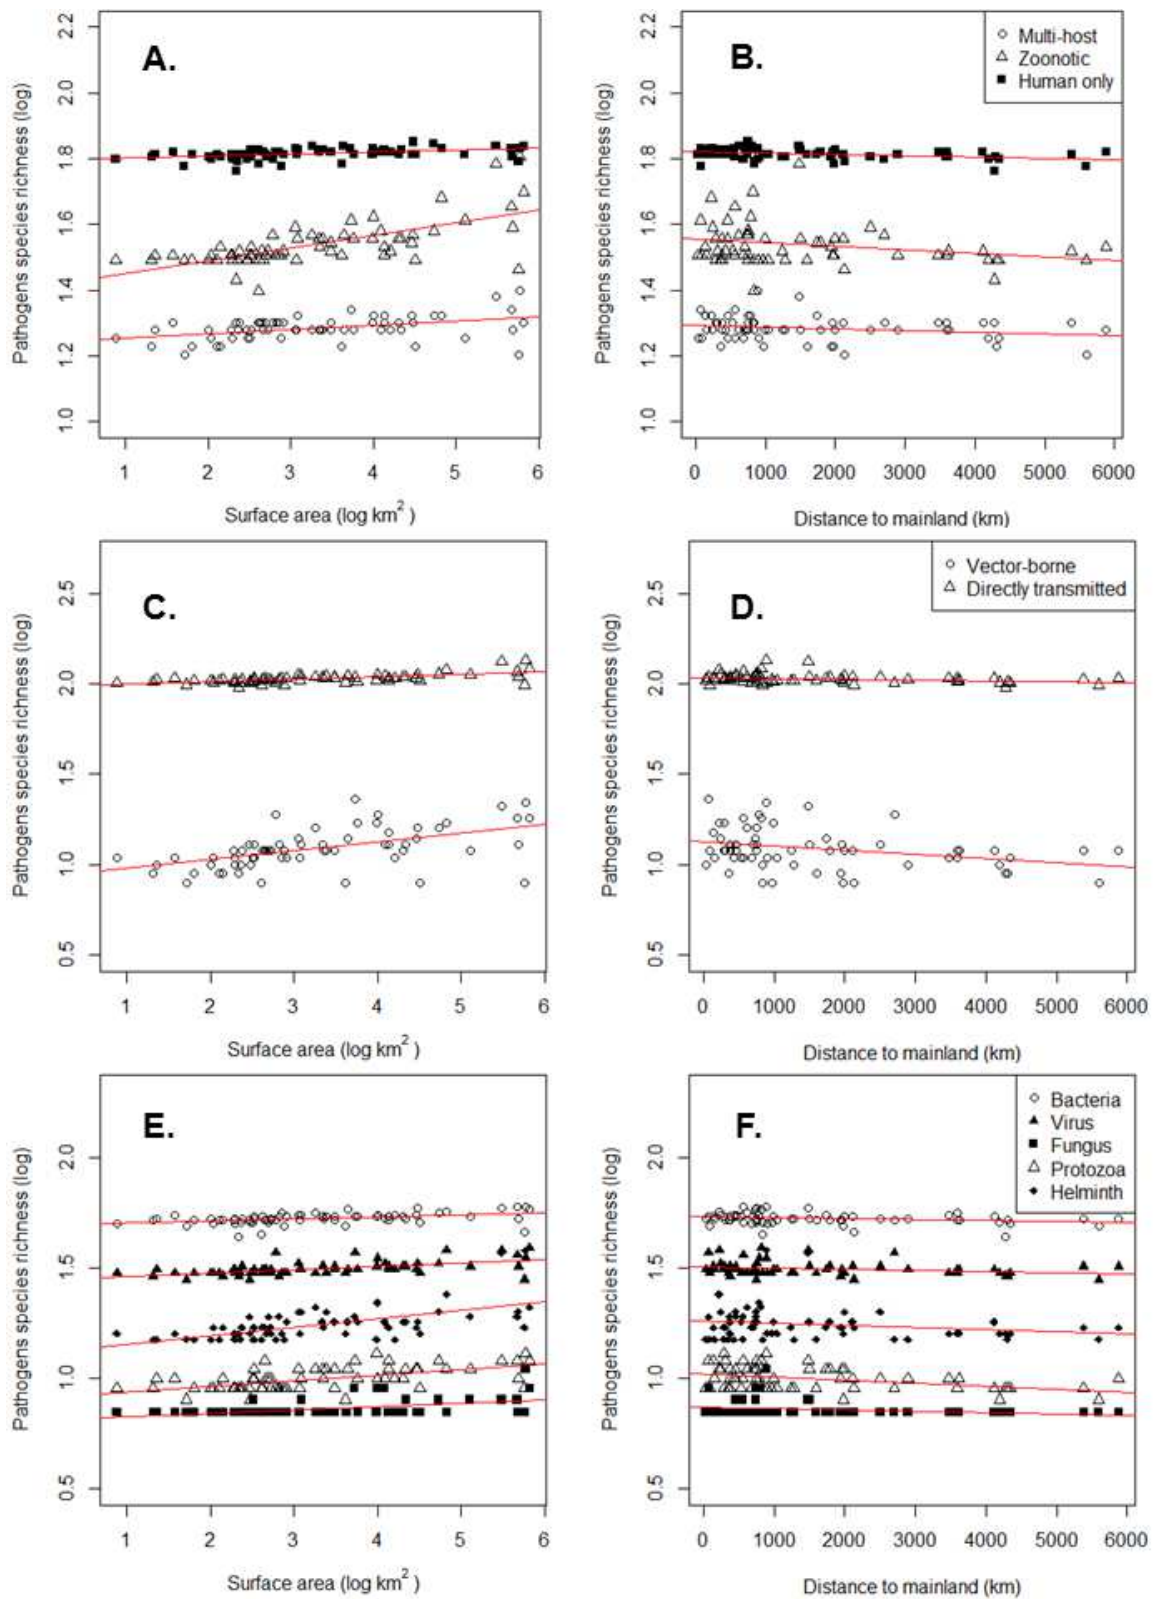 A.
Pathogens species richness (log)
2.2
2.0
1.8
1.6
1.4
1.2
1.0
1 2 3 4 5 6
Surface area (log km²)
B.
Multi-host
Zoonotic
Human only
Pathogens species richness (log)
2.2
2.0
1.8
1.6
1.4
1.2
1.0
0 1000 2000 3000 4000 5000 6000
Distance to mainland (km)
C.
Pathogens species richness (log)
2.5
2.0
1.5
1.0
0.5
1 2 3 4 5 6
Surface area (log km²)
D.
Vector-borne
Directly transmitted
Pathogens species richness (log)
2.5
2.0
1.5
1.0
0.5
0 1000 2000 3000 4000 5000 6000
Distance to mainland (km)
E.
Pathogens species richness (log)
2.0
1.5
1.0
0.5
1 2 3 4 5 6
Surface area (log km²)
F.
Bacteria
Virus
Fungus
Protozoa
Helminth
Pathogens species richness (log)
2.0
1.5
1.0
0.5
0 1000 2000 3000 4000 5000 6000
Distance to mainland (km)